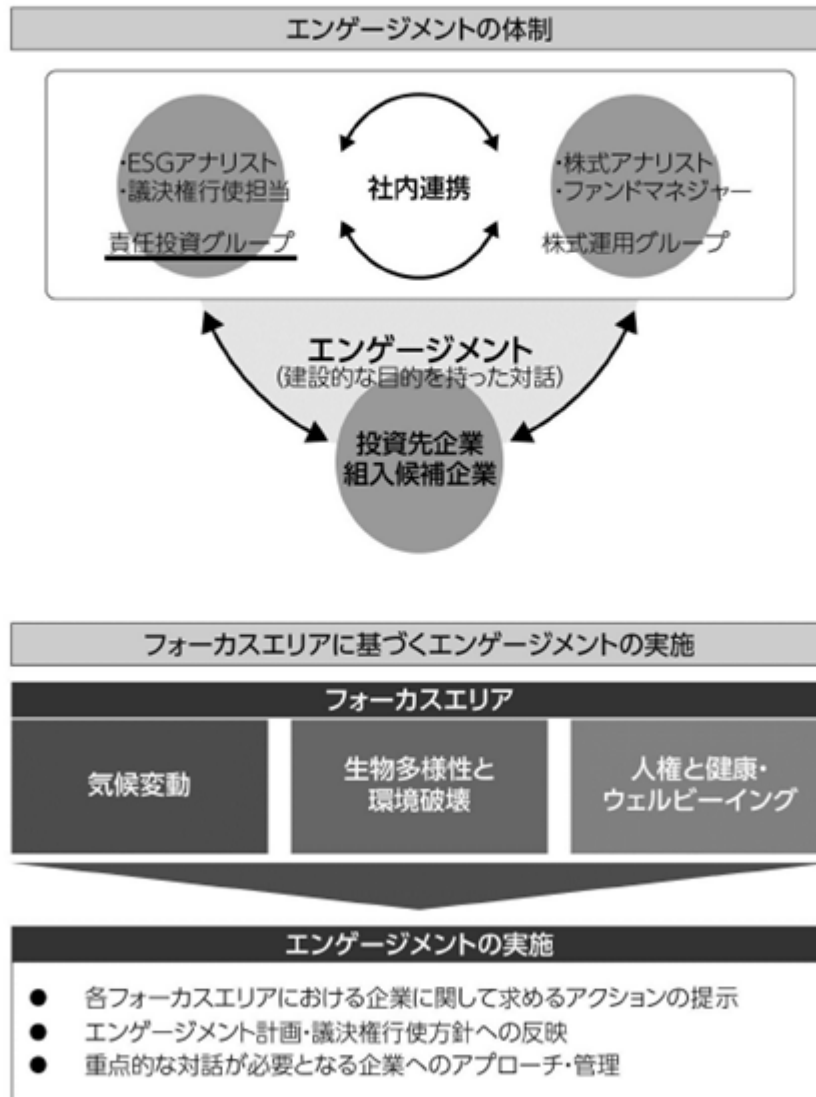 エンゲージメントの体制
・ESGアナリスト
・議決権行使担当
責任投資グループ
社内連携
・株式アナリスト
・ファンドマネジャー
株式運用グループ
エンゲージメント
(建設的な目的を持った対話)
投資先企業
組入候補企業
フォーカスエリアに基づくエンゲージメントの実施
フォーカスエリア
気候変動
生物多様性と
環境破壊
人権と健康・
ウェルビーイング
エンゲージメントの実施
● 各フォーカスエリアにおける企業に関して求めるアクションの提示
● エンゲージメント計画・議決権行使方針への反映
● 重点的な対話が必要となる企業へのアプローチ・管理